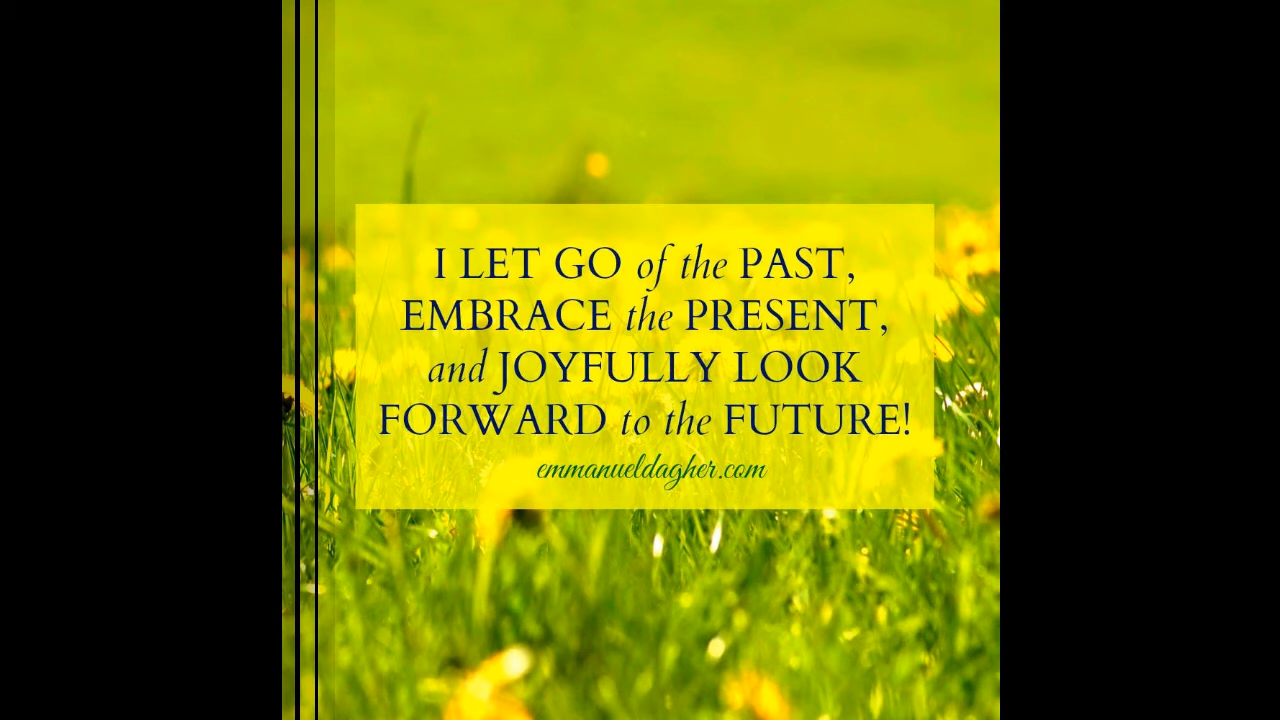 I LET GO of the PAST,
EMBRACE the PRESENT,
and JOYFULLY LOOK
FORWARD to the FUTURE!
emmanueldagher.com